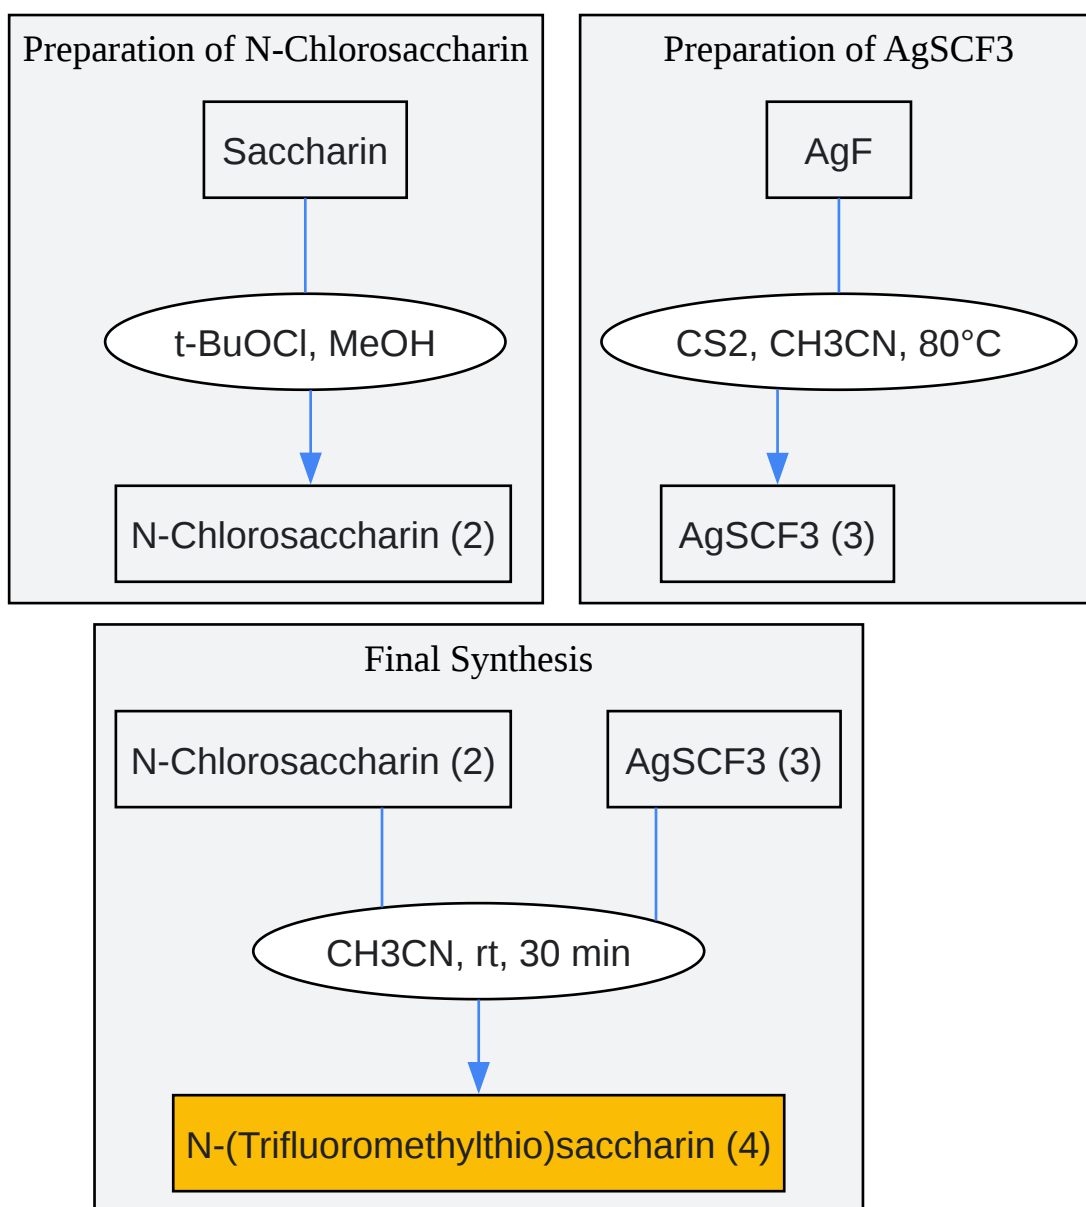 Preparation of N-Chlorosaccharin
Saccharin
t-BuOCl, MeOH
N-Chlorosaccharin (2)
Preparation of AgSCF3
AgF
CS2, CH3CN, 80°C
AgSCF3 (3)
Final Synthesis
N-Chlorosaccharin (2)
AgSCF3 (3)
CH3CN, rt, 30 min
N-(Trifluoromethylthio)saccharin (4)